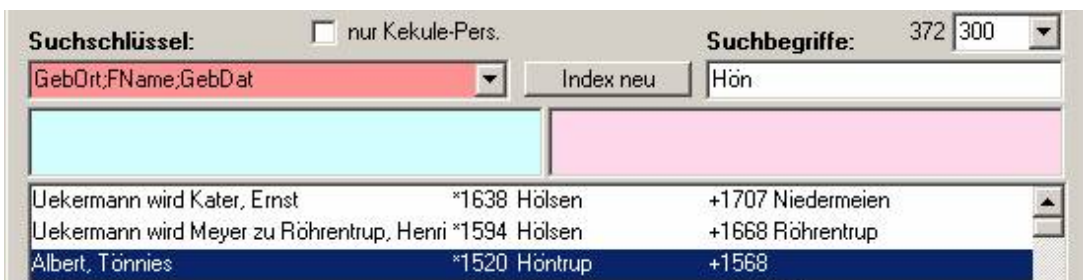 Suchschlüssel: nur Kekule-Pers. Suchbegriffe: 372 300
GebOrt;FName;GebDat Index neu Hön
Uekermann wird Kater, Ernst *1638 Hölsen +1707 Niedermeien
Uekermann wird Meyer zu Röhrentrup, Henri *1594 Hölsen +1668 Röhrentrup
Albert, Tönnies *1520 Höntrup +1568